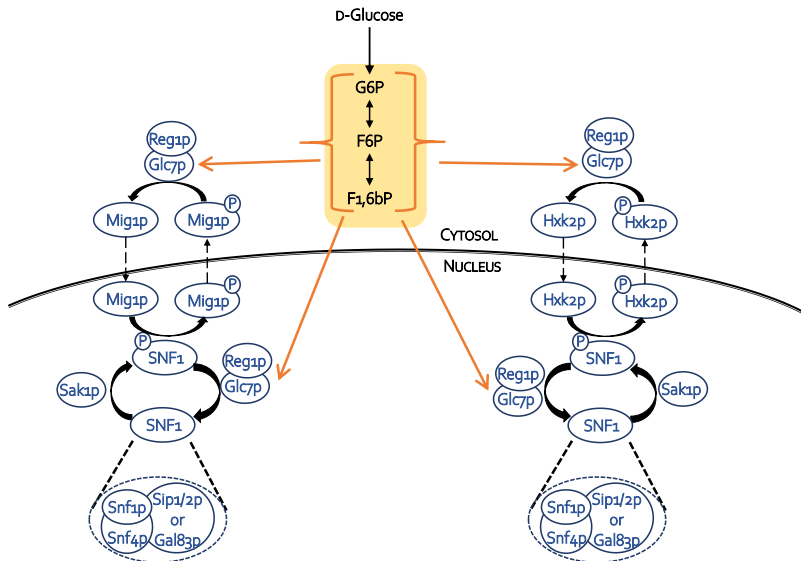 D-Glucose
G6P
F6P
F1,6bP
Reg1p
Glc7p
Mig1p
Mig1p
P
Mig1p
Mig1p
P
P
SNF1
Reg1p
Glc7p
Sak1p
SNF1
Snf1p
Snf4p
Sip1/2p
or
Gal83p
CYTOSOL
NUCLEUS
Reg1p
Glc7p
Hxk2p
P
Hxk2p
Hxk2p
P
Hxk2p
P
SNF1
Reg1p
Glc7p
Sak1p
SNF1
Snf1p
Snf4p
Sip1/2p
or
Gal83p